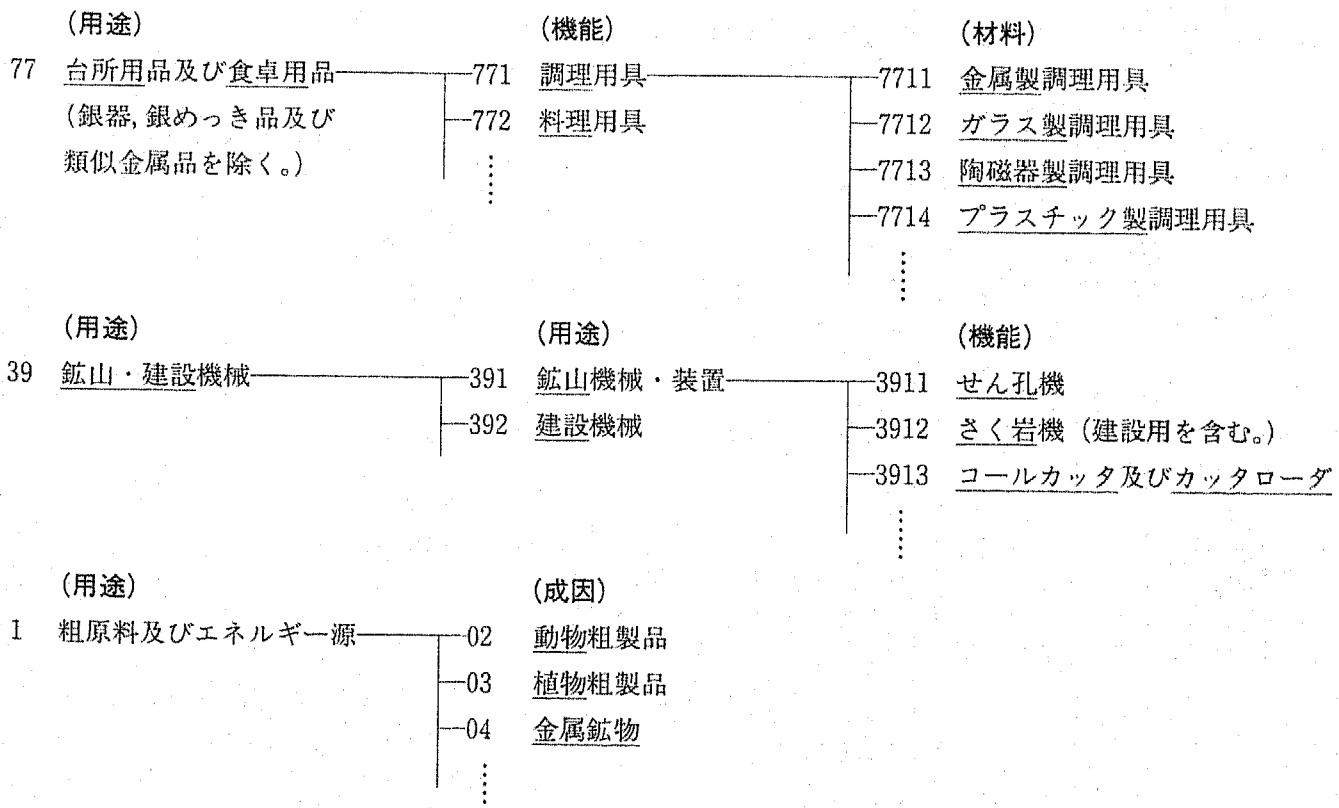 (用途) (機能) (材料)
77 台所用品及び食卓用品 771 調理用具 7711 金属製調理用具
(銀器, 銀めっき品及び 772 料理用具 7712 ガラス製調理用具
類似金属品を除く。) 7713 陶磁器製調理用具
7714 プラスチック製調理用具
(用途) (用途) (機能)
39 鉱山・建設機械 391 鉱山機械・装置 3911 せん孔機
392 建設機械 3912 さく岩機 (建設用を含む。)
3913 コールカッタ及びカッタローダ
(用途) (成因)
1 粗原料及びエネルギー源 02 動物粗製品
03 植物粗製品
04 金属鉱物